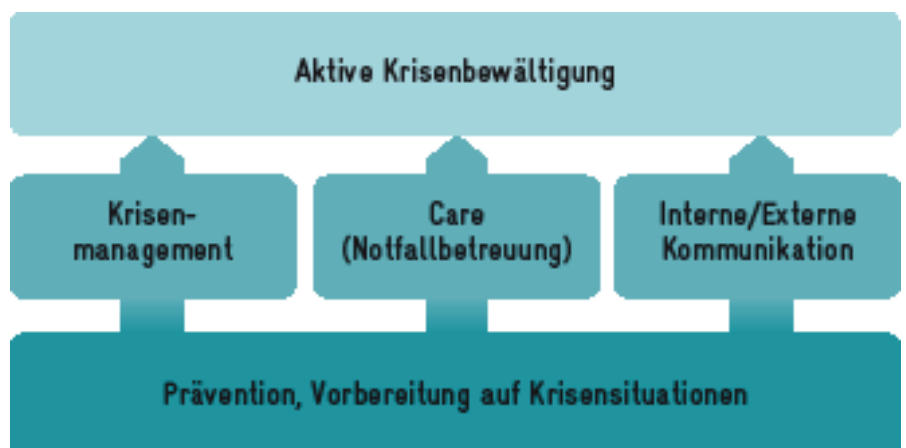 Aktive Krisenbewältigung
Krisen-
management
Care
(Notfallbetreuung)
Interne/Externe
Kommunikation
Prävention, Vorbereitung auf Krisensituationen